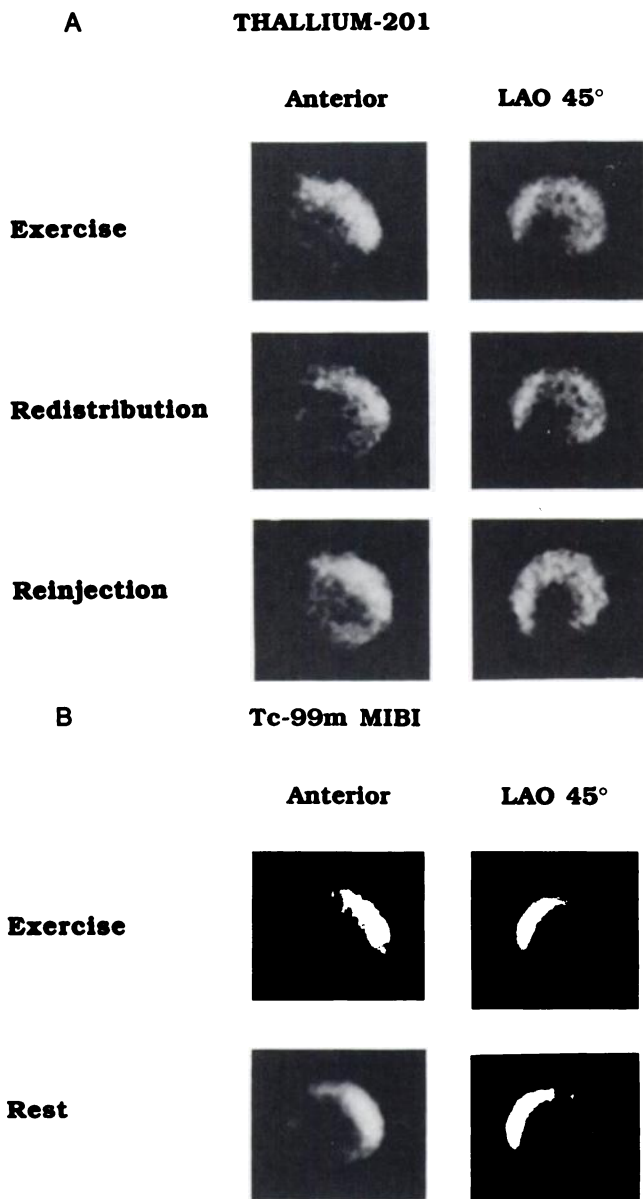 A THALLIUM-201
Anterior LAO 45°
Exercise
Redistribution
Reinjection
B Tc-99m MIBI
Anterior LAO 45°
Exercise
Rest